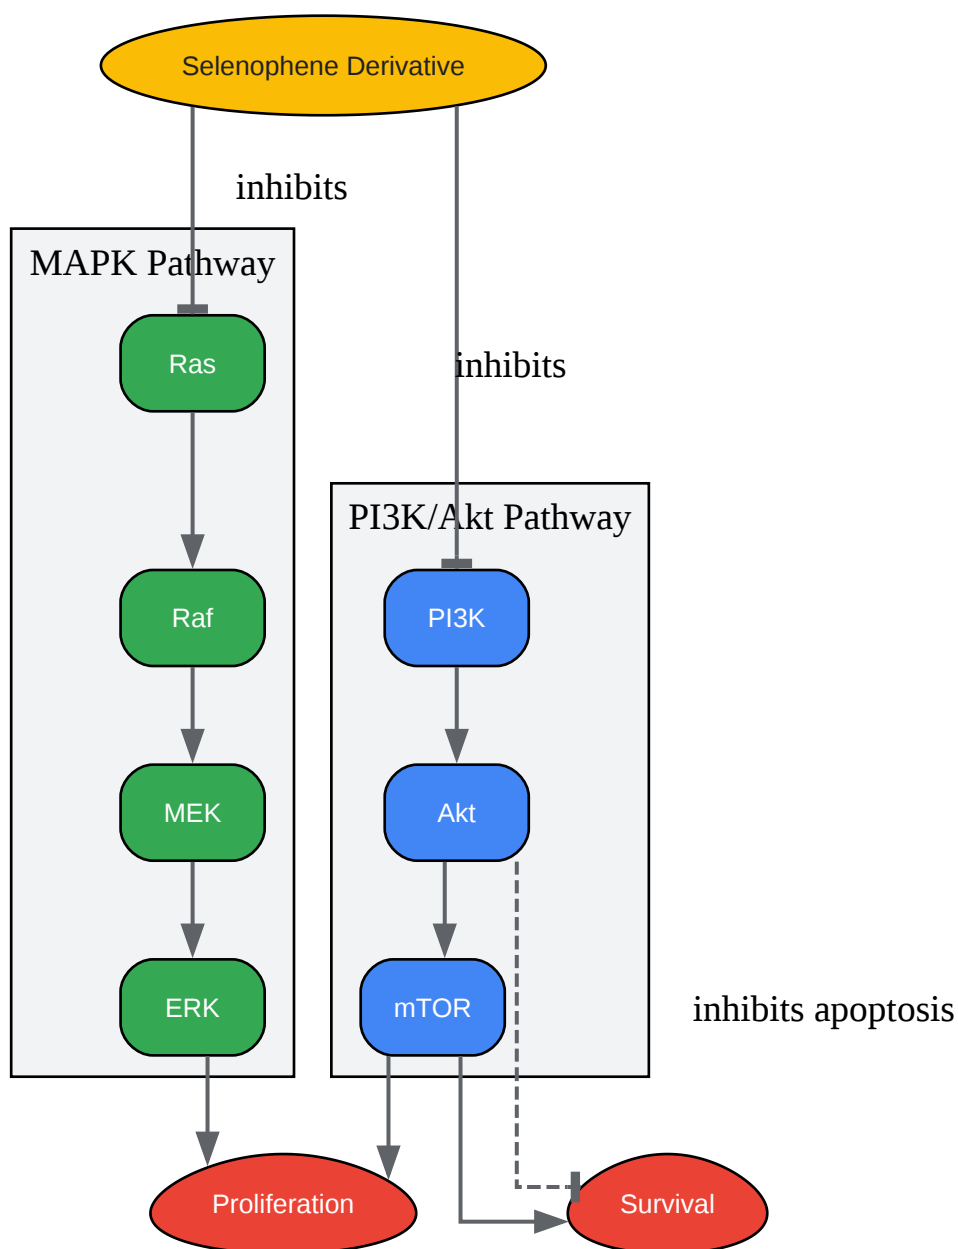 Selenophene Derivative
inhibits
MAPK Pathway
Ras
inhibits
PI3K/Akt Pathway
Raf
PI3K
MEK
Akt
ERK
mTOR
inhibits apoptosis
Proliferation
Survival